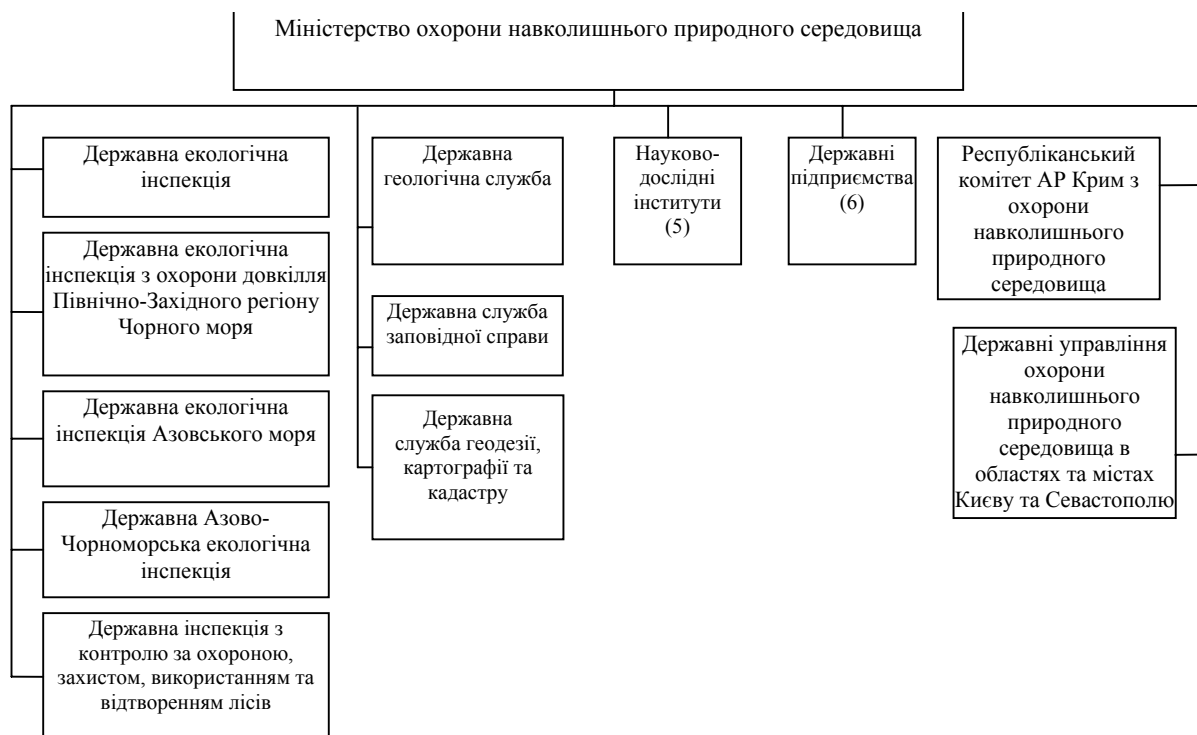 Міністерство охорони навколишнього природного середовища
Державна екологічна
інспекція
Державна екологічна
інспекція з охорони довкілля
Північно-Західного регіону
Чорного моря
Державна екологічна
інспекція Азовського моря
Державна Азово-
Чорноморська екологічна
інспекція
Державна інспекція з
контролю за охороною,
захистом, використанням та
відтворенням лісів
Державна
геологічна служба
Державна служба
заповідної справи
Державна
служба геодезії,
картографії та
кадастру
Науково-
дослідні
інститути
(5)
Державні
підприємства
(6)
Республіканський
комітет АР Крим з
охорони
навколишнього
природного
середовища
Державні управління
охорони
навколишнього
природного
середовища в
областях та містах
Києву та Севастополю